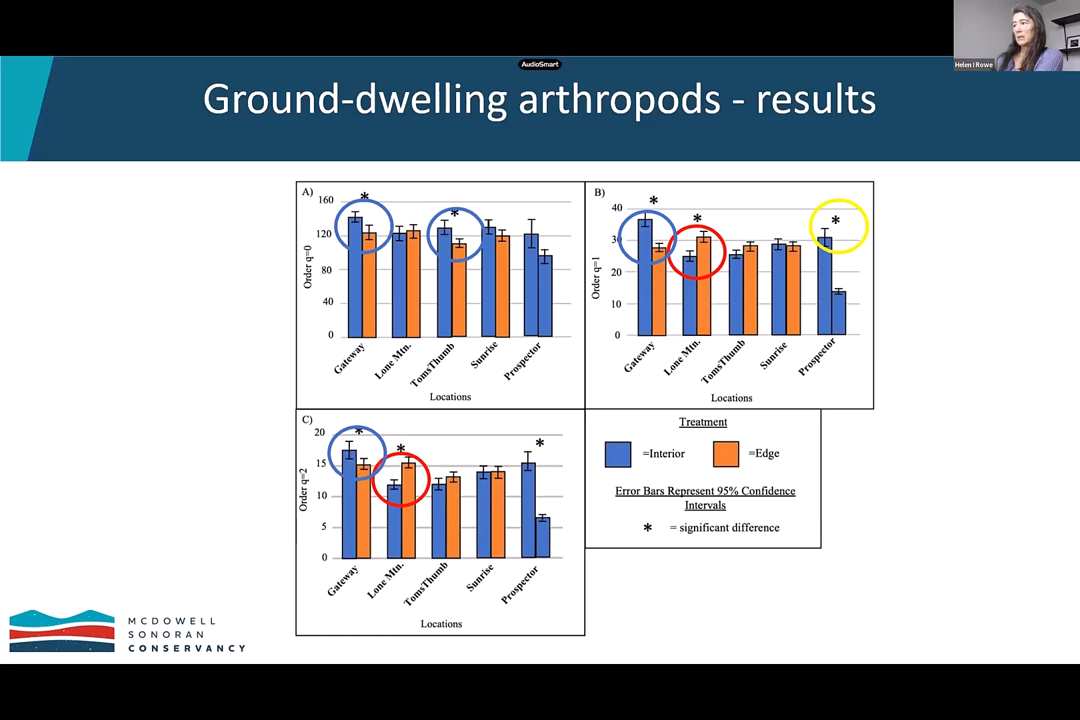 Helen I Rowe
AudioSmart
Ground-dwelling arthropods - results
A)
160
120
80
40
0
Order q=0
*
*
Gateway
Lone Mtn.
TomsThumb
Sunrise
Prospector
Locations
B)
40
30
20
10
0
Order q=1
*
*
*
Gateway
Lone Mtn.
TomsThumb
Sunrise
Prospector
Locations
C)
20
15
10
5
0
Order q=2
*
*
*
Gateway
Lone Mtn.
TomsThumb
Sunrise
Prospector
Locations
Treatment
=Interior
=Edge
Error Bars Represent 95% Confidence
Intervals
* = significant difference
MCDOWELL
SONORAN
CONSERVANCY